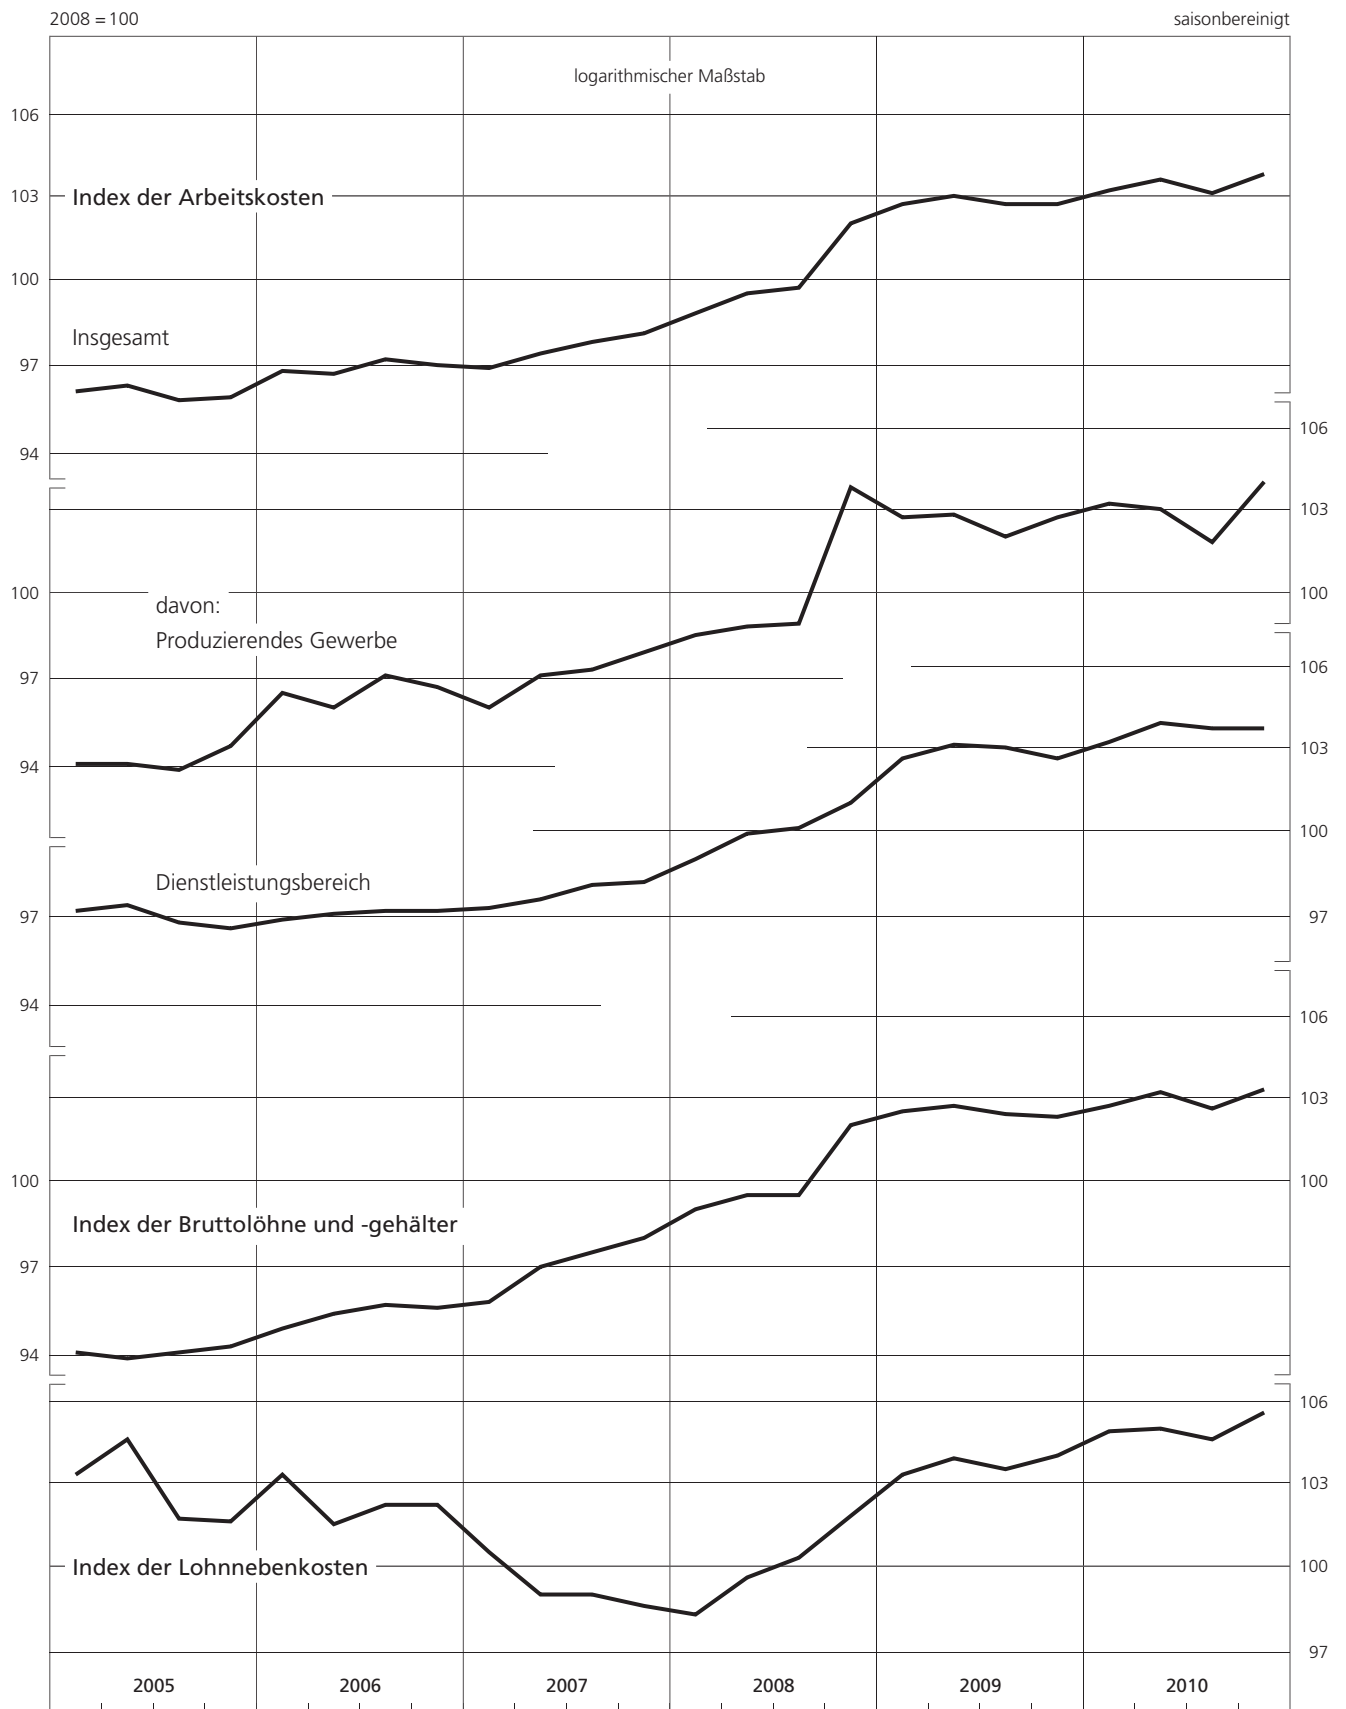 2008 = 100
saisonbereinigt
logarithmischer Maßstab
106
103
Index der Arbeitskosten
100
Insgesamt
97
106
94
103
100
100
davon:
Produzierendes Gewerbe
97
106
103
94
100
Dienstleistungsbereich
97
97
94
106
103
100
100
Index der Bruttolöhne und -gehälter
97
94
106
103
Index der Lohnnebenkosten
100
97
2005 2006 2007 2008 2009 2010